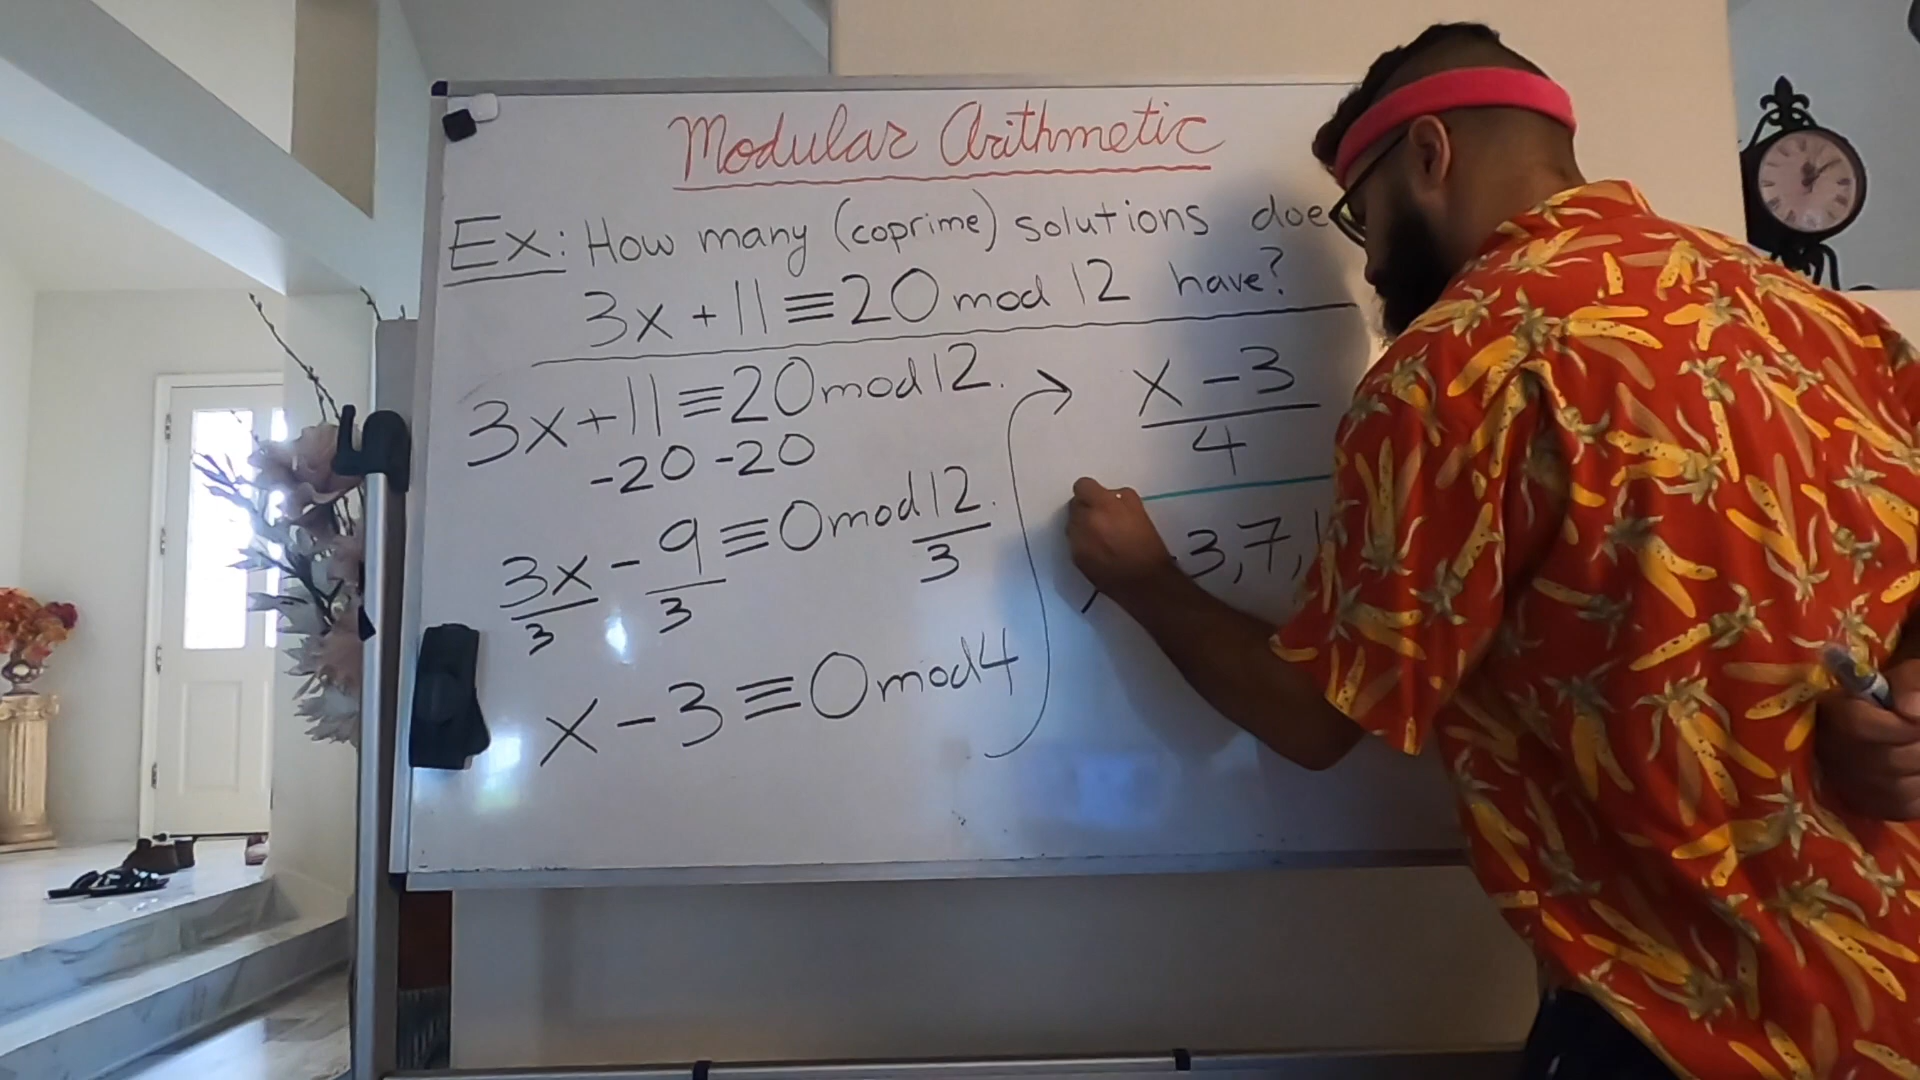 Modular Arithmetic
Ex: How many (coprime) solutions doe
3x + 11 ≡ 20 mod 12 have?
3x + 11 ≡ 20 mod 12
-20 -20
3x/3 - 9/3 ≡ 0 mod 12/3
x - 3 ≡ 0 mod 4
x - 3
4
3, 7,